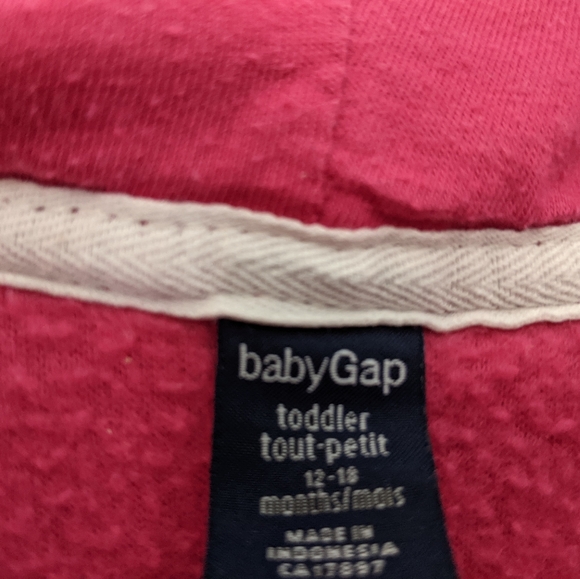 babyGap
toddler
tout-petit
12-18
months/mois
MADE IN
INDONESIA
CA17897